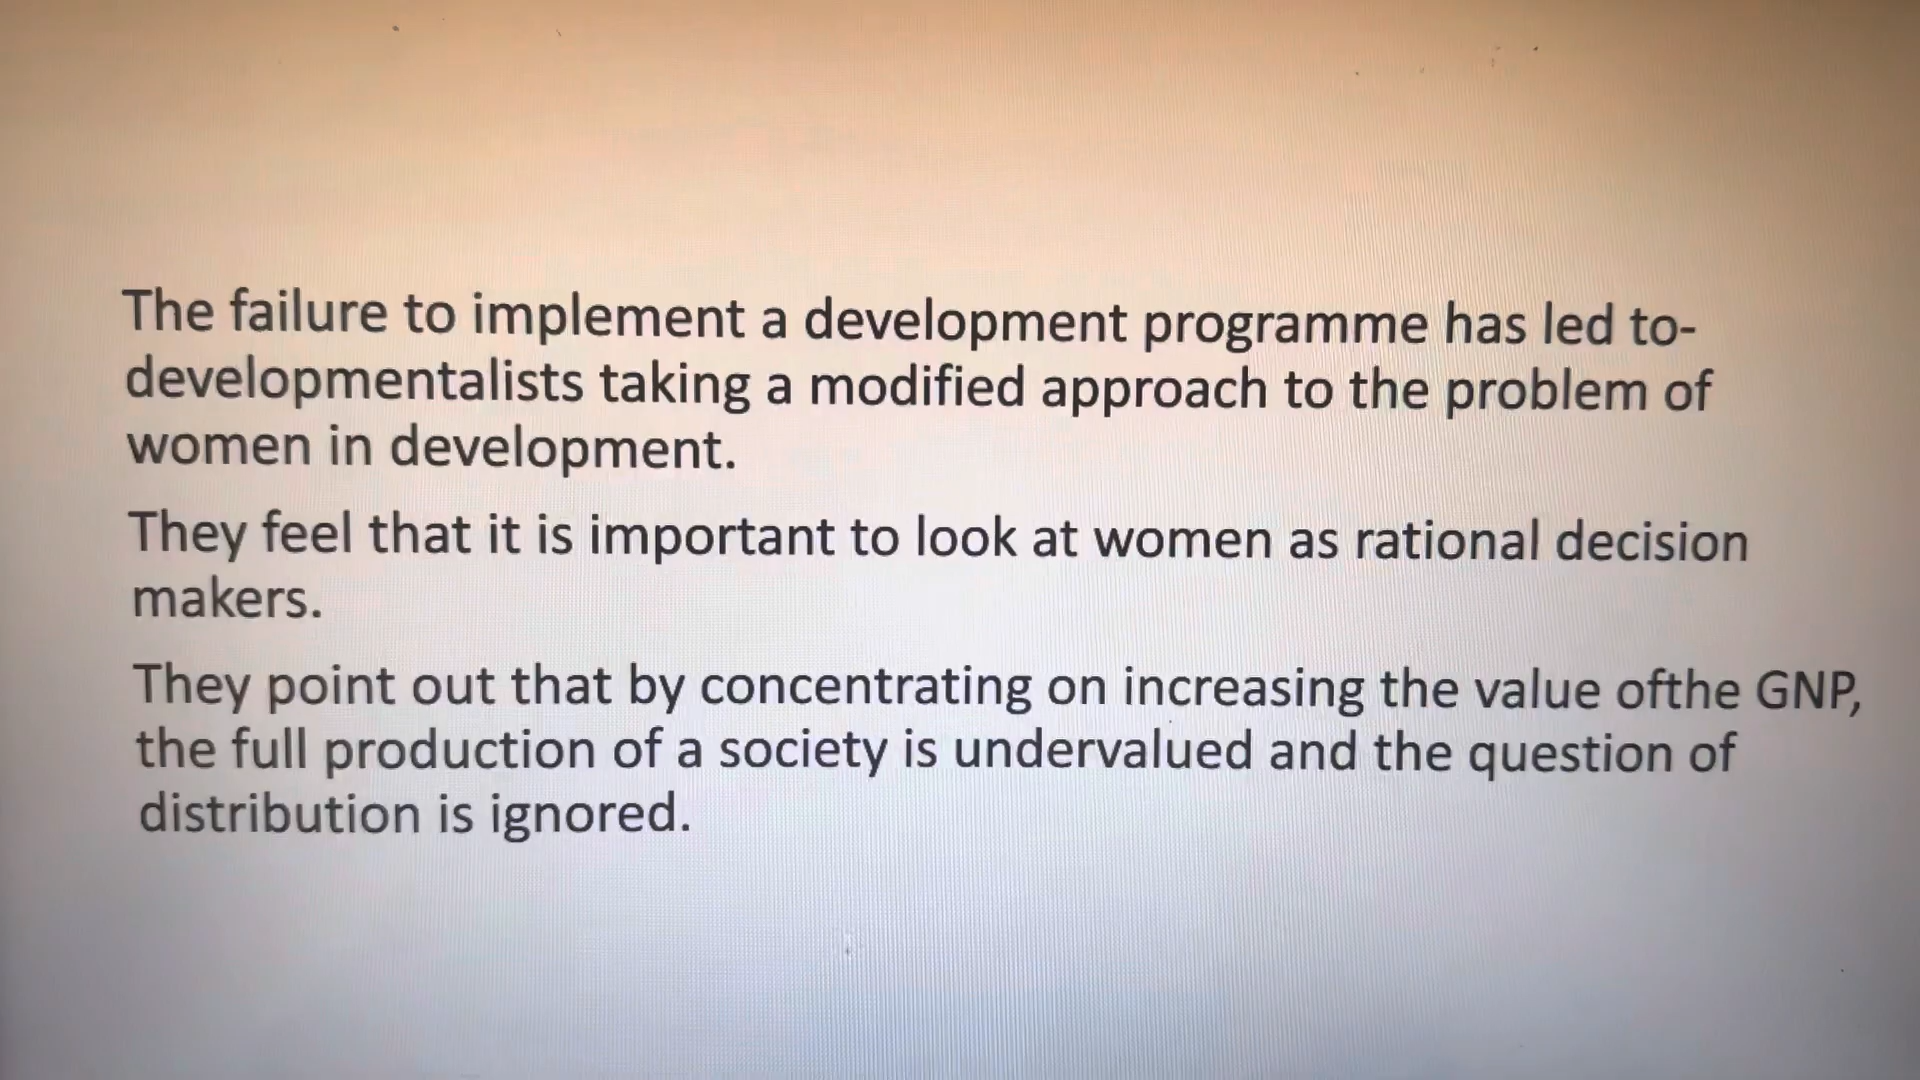 The failure to implement a development programme has led to-
developmentalists taking a modified approach to the problem of
women in development.
They feel that it is important to look at women as rational decision
makers.
They point out that by concentrating on increasing the value ofthe GNP,
the full production of a society is undervalued and the question of
distribution is ignored.